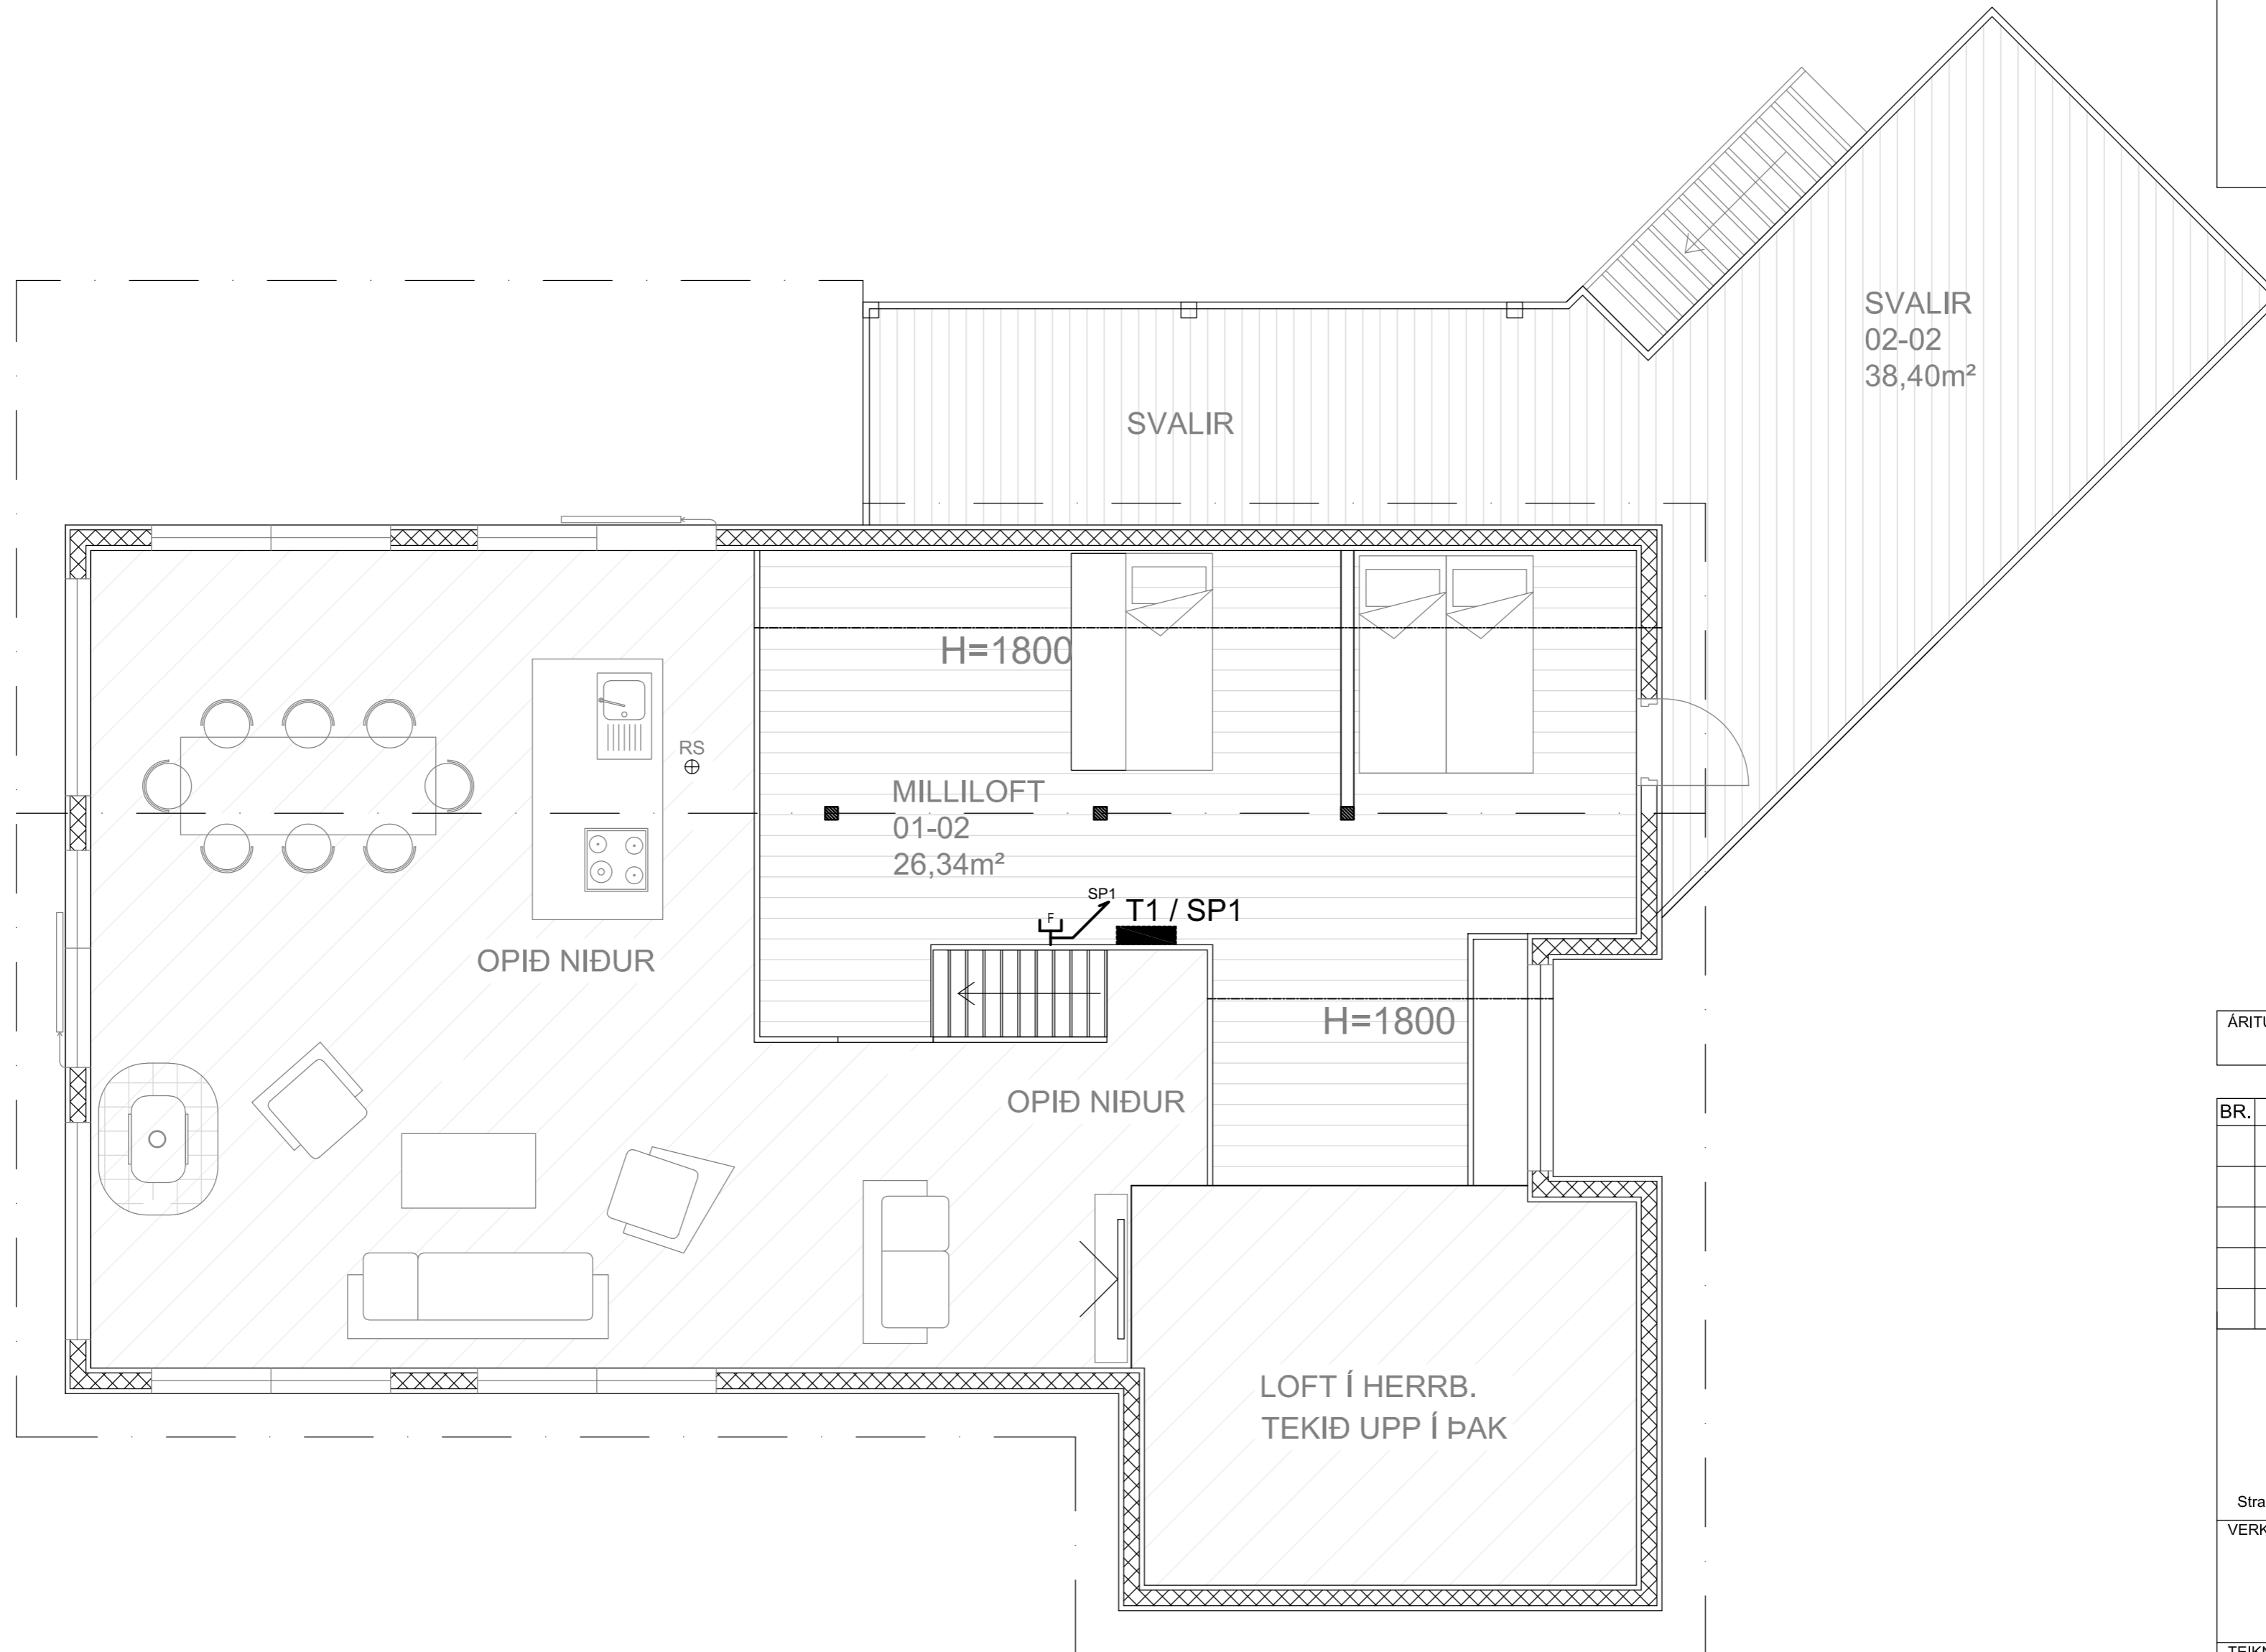 SVALIR
02-02
38,40m²
SVALIR
H=1800
RS
MILLILOFT
01-02
26,34m²
SP1
F
T1 / SP1
OPIÐ NIÐUR
H=1800
OPIÐ NIÐUR
LOFT Í HERRB.
TEKIÐ UPP Í ÞAK
BR.